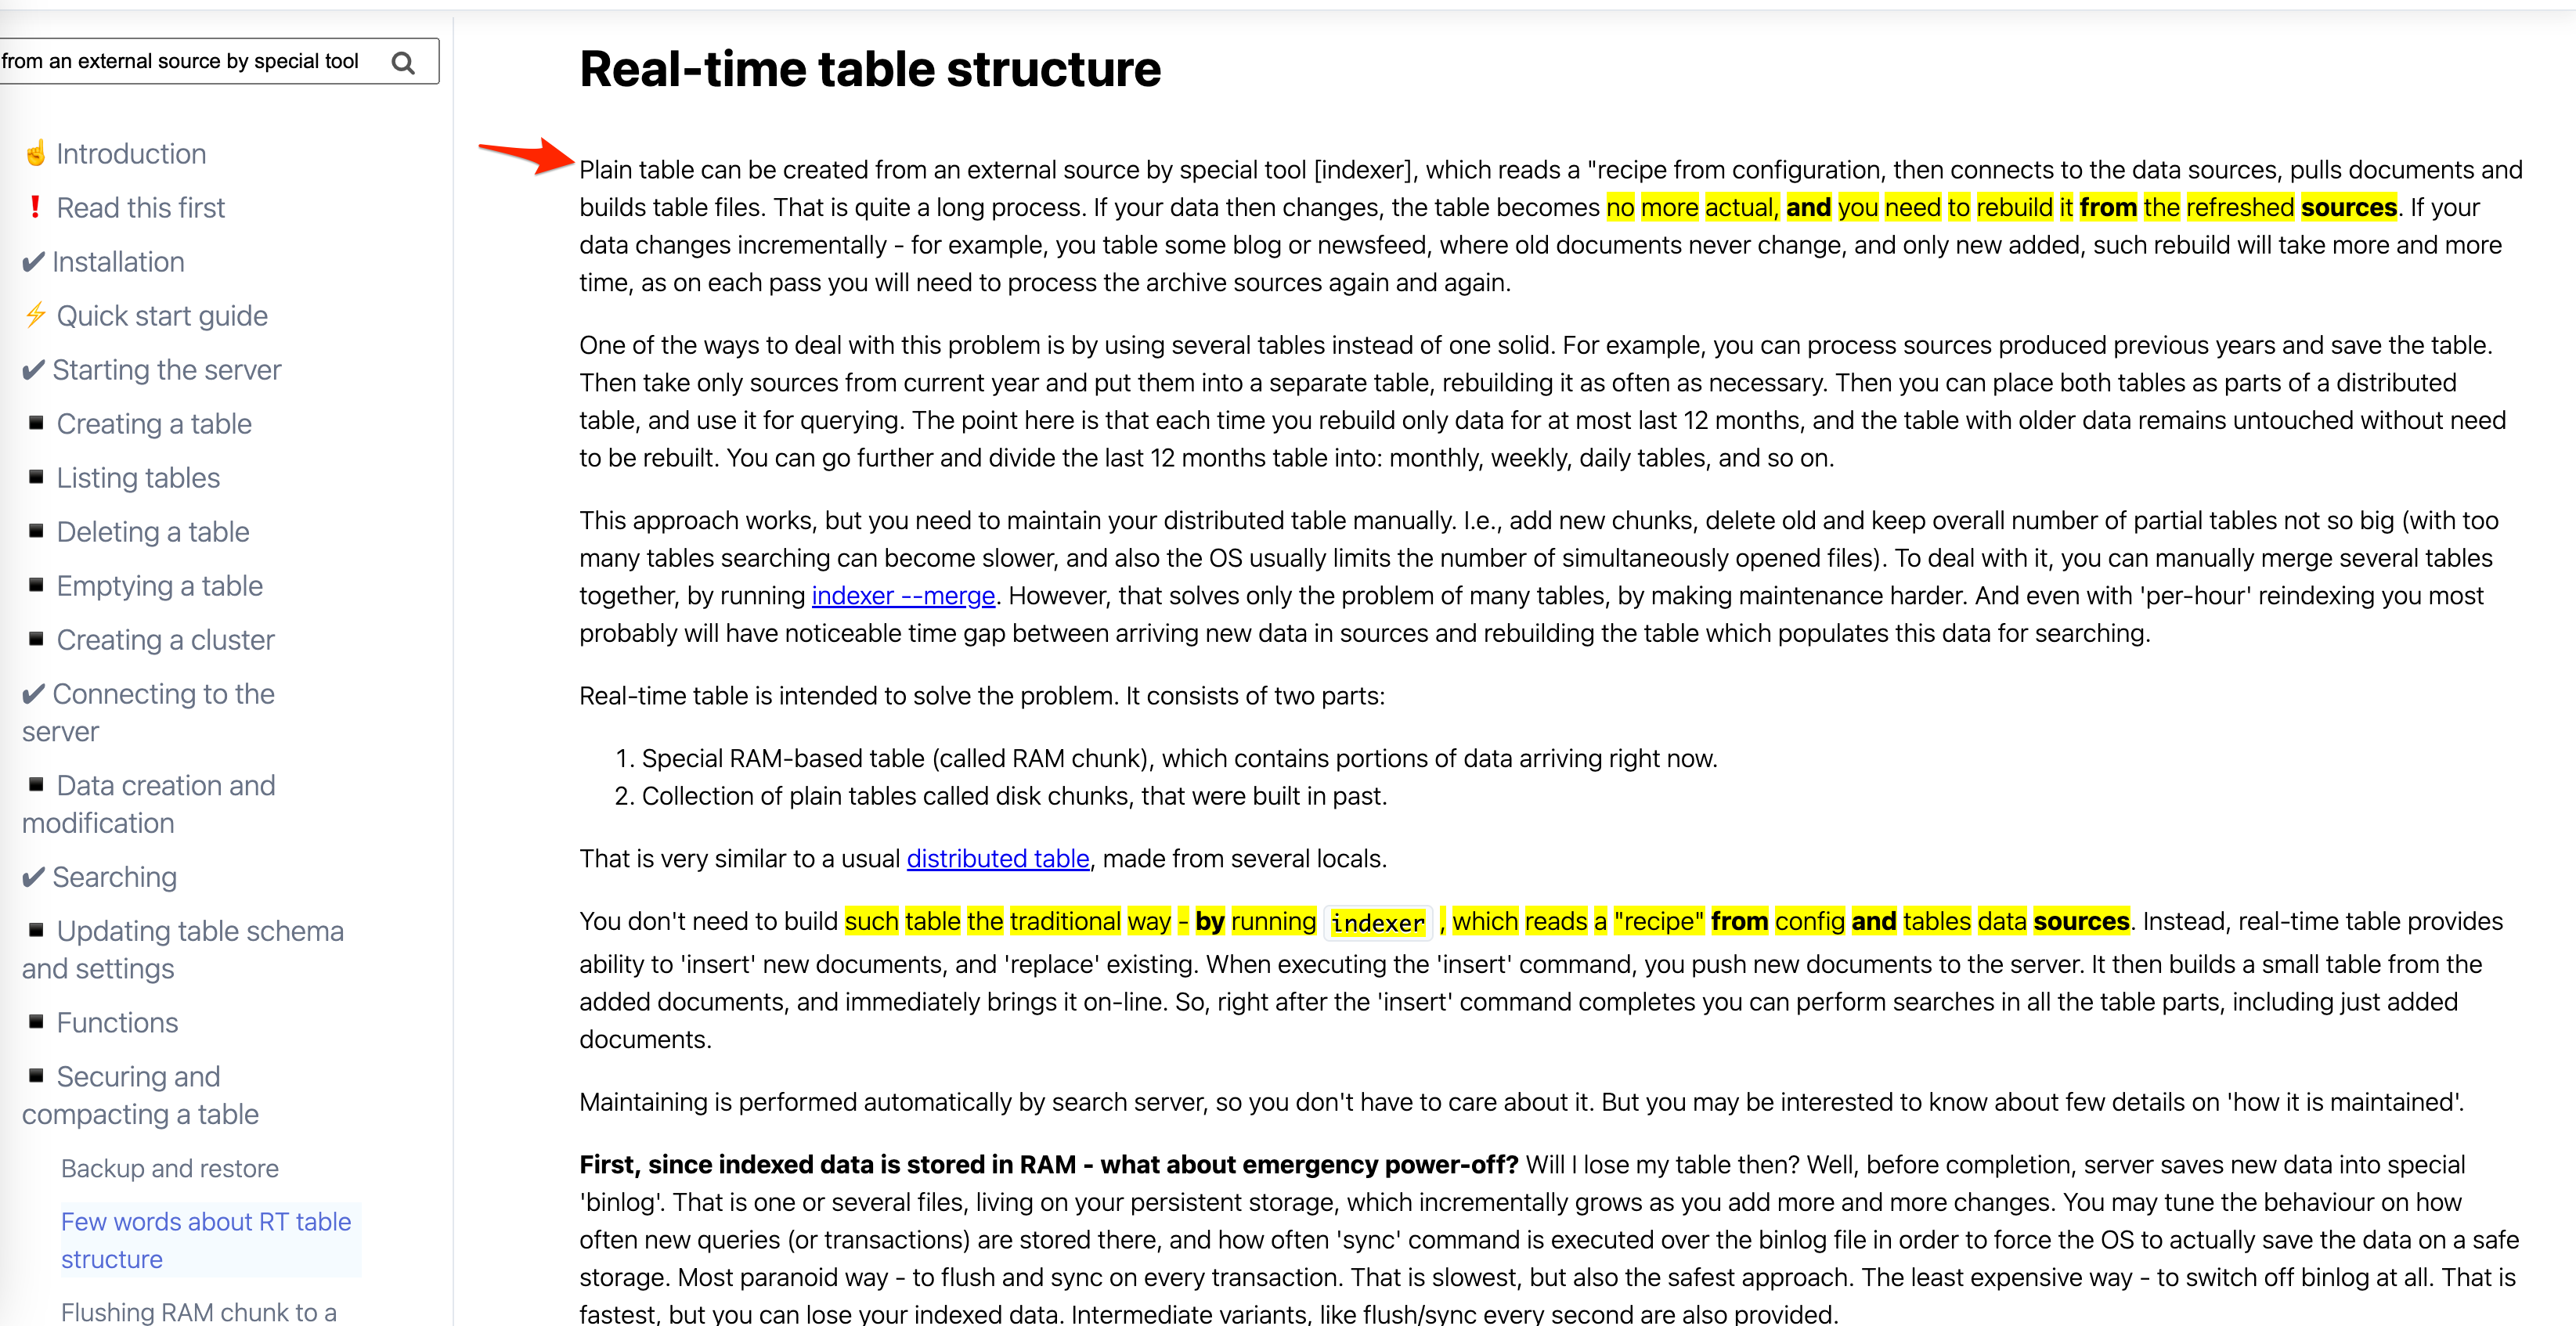 from an external source by special tool
☝ Introduction
❗ Read this first
✔ Installation
⚡ Quick start guide
✔ Starting the server
▪ Creating a table
▪ Listing tables
▪ Deleting a table
▪ Emptying a table
▪ Creating a cluster
✔ Connecting to the
server
▪ Data creation and
modification
✔ Searching
▪ Updating table schema
and settings
▪ Functions
▪ Securing and
compacting a table
Backup and restore
Few words about RT table
structure
Flushing RAM chunk to a
Real-time table structure
Plain table can be created from an external source by special tool [indexer], which reads a "recipe from configuration, then connects to the data sources, pulls documents and
builds table files. That is quite a long process. If your data then changes, the table becomes no more actual, and you need to rebuild it from the refreshed sources. If your
data changes incrementally - for example, you table some blog or newsfeed, where old documents never change, and only new added, such rebuild will take more and more
time, as on each pass you will need to process the archive sources again and again.
One of the ways to deal with this problem is by using several tables instead of one solid. For example, you can process sources produced previous years and save the table.
Then take only sources from current year and put them into a separate table, rebuilding it as often as necessary. Then you can place both tables as parts of a distributed
table, and use it for querying. The point here is that each time you rebuild only data for at most last 12 months, and the table with older data remains untouched without need
to be rebuilt. You can go further and divide the last 12 months table into: monthly, weekly, daily tables, and so on.
This approach works, but you need to maintain your distributed table manually. I.e., add new chunks, delete old and keep overall number of partial tables not so big (with too
many tables searching can become slower, and also the OS usually limits the number of simultaneously opened files). To deal with it, you can manually merge several tables
together, by running indexer --merge. However, that solves only the problem of many tables, by making maintenance harder. And even with 'per-hour' reindexing you most
probably will have noticeable time gap between arriving new data in sources and rebuilding the table which populates this data for searching.
Real-time table is intended to solve the problem. It consists of two parts:
1. Special RAM-based table (called RAM chunk), which contains portions of data arriving right now.
2. Collection of plain tables called disk chunks, that were built in past.
That is very similar to a usual distributed table, made from several locals.
You don't need to build such table the traditional way - by running indexer , which reads a "recipe" from config and tables data sources. Instead, real-time table provides
ability to 'insert' new documents, and 'replace' existing. When executing the 'insert' command, you push new documents to the server. It then builds a small table from the
added documents, and immediately brings it on-line. So, right after the 'insert' command completes you can perform searches in all the table parts, including just added
documents.
Maintaining is performed automatically by search server, so you don't have to care about it. But you may be interested to know about few details on 'how it is maintained'.
First, since indexed data is stored in RAM - what about emergency power-off? Will I lose my table then? Well, before completion, server saves new data into special
'binlog'. That is one or several files, living on your persistent storage, which incrementally grows as you add more and more changes. You may tune the behaviour on how
often new queries (or transactions) are stored there, and how often 'sync' command is executed over the binlog file in order to force the OS to actually save the data on a safe
storage. Most paranoid way - to flush and sync on every transaction. That is slowest, but also the safest approach. The least expensive way - to switch off binlog at all. That is
fastest, but you can lose your indexed data. Intermediate variants, like flush/sync every second are also provided.